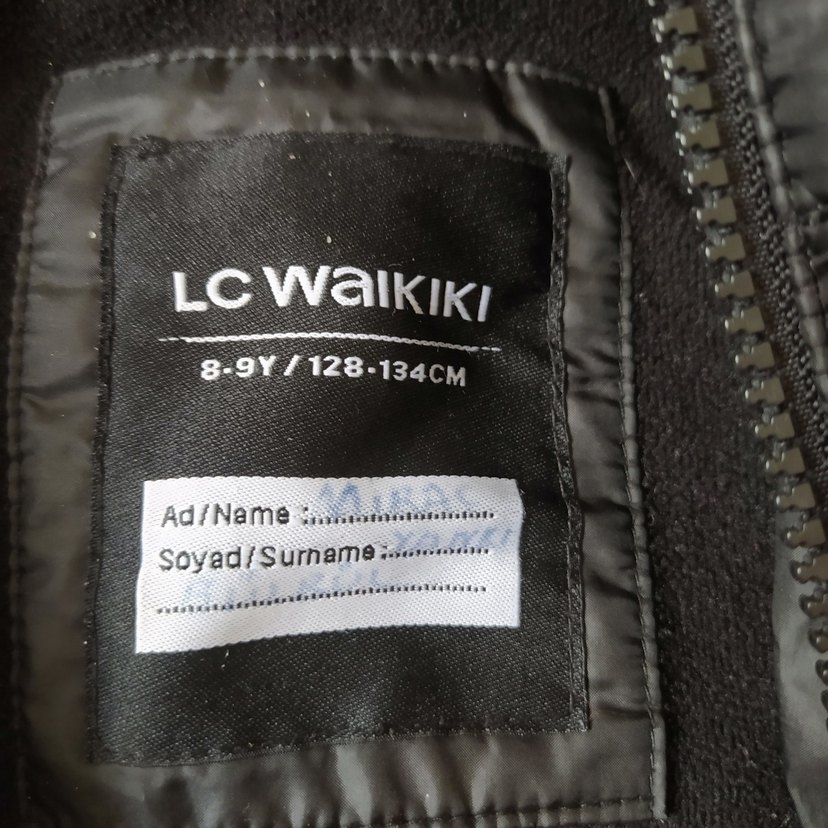 LC WAIKIKI
8-9Y / 128-134CM
Ad/Name :
Soyad/Surname :